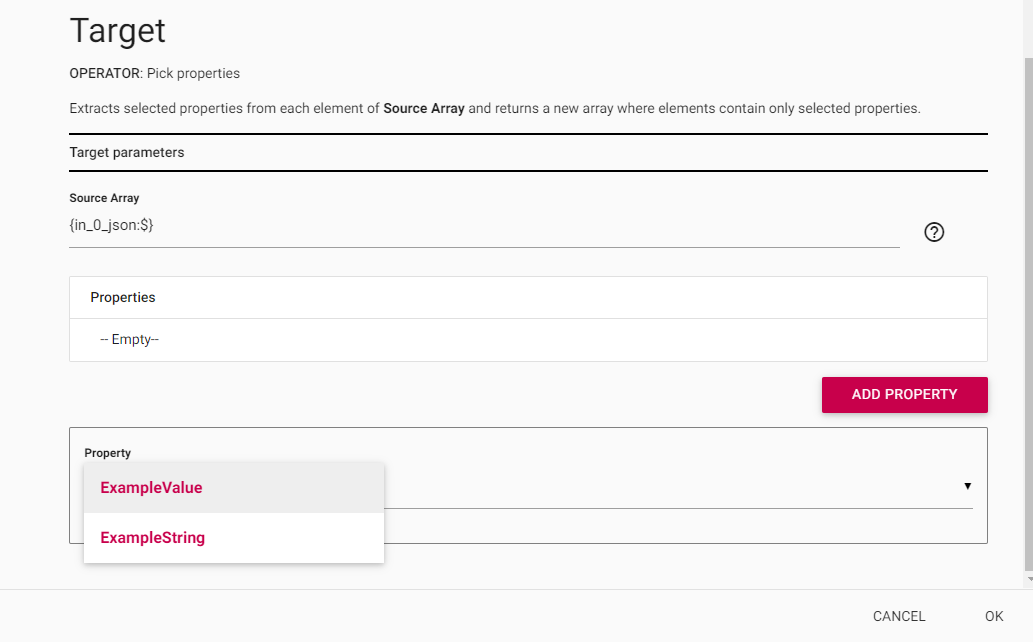 Target
OPERATOR: Pick properties
Extracts selected properties from each element of Source Array and returns a new array where elements contain only selected properties.
Target parameters
Source Array
{in_0_json:$}
?
Properties
-- Empty--
ADD PROPERTY
Property
ExampleValue
ExampleString
CANCEL
OK